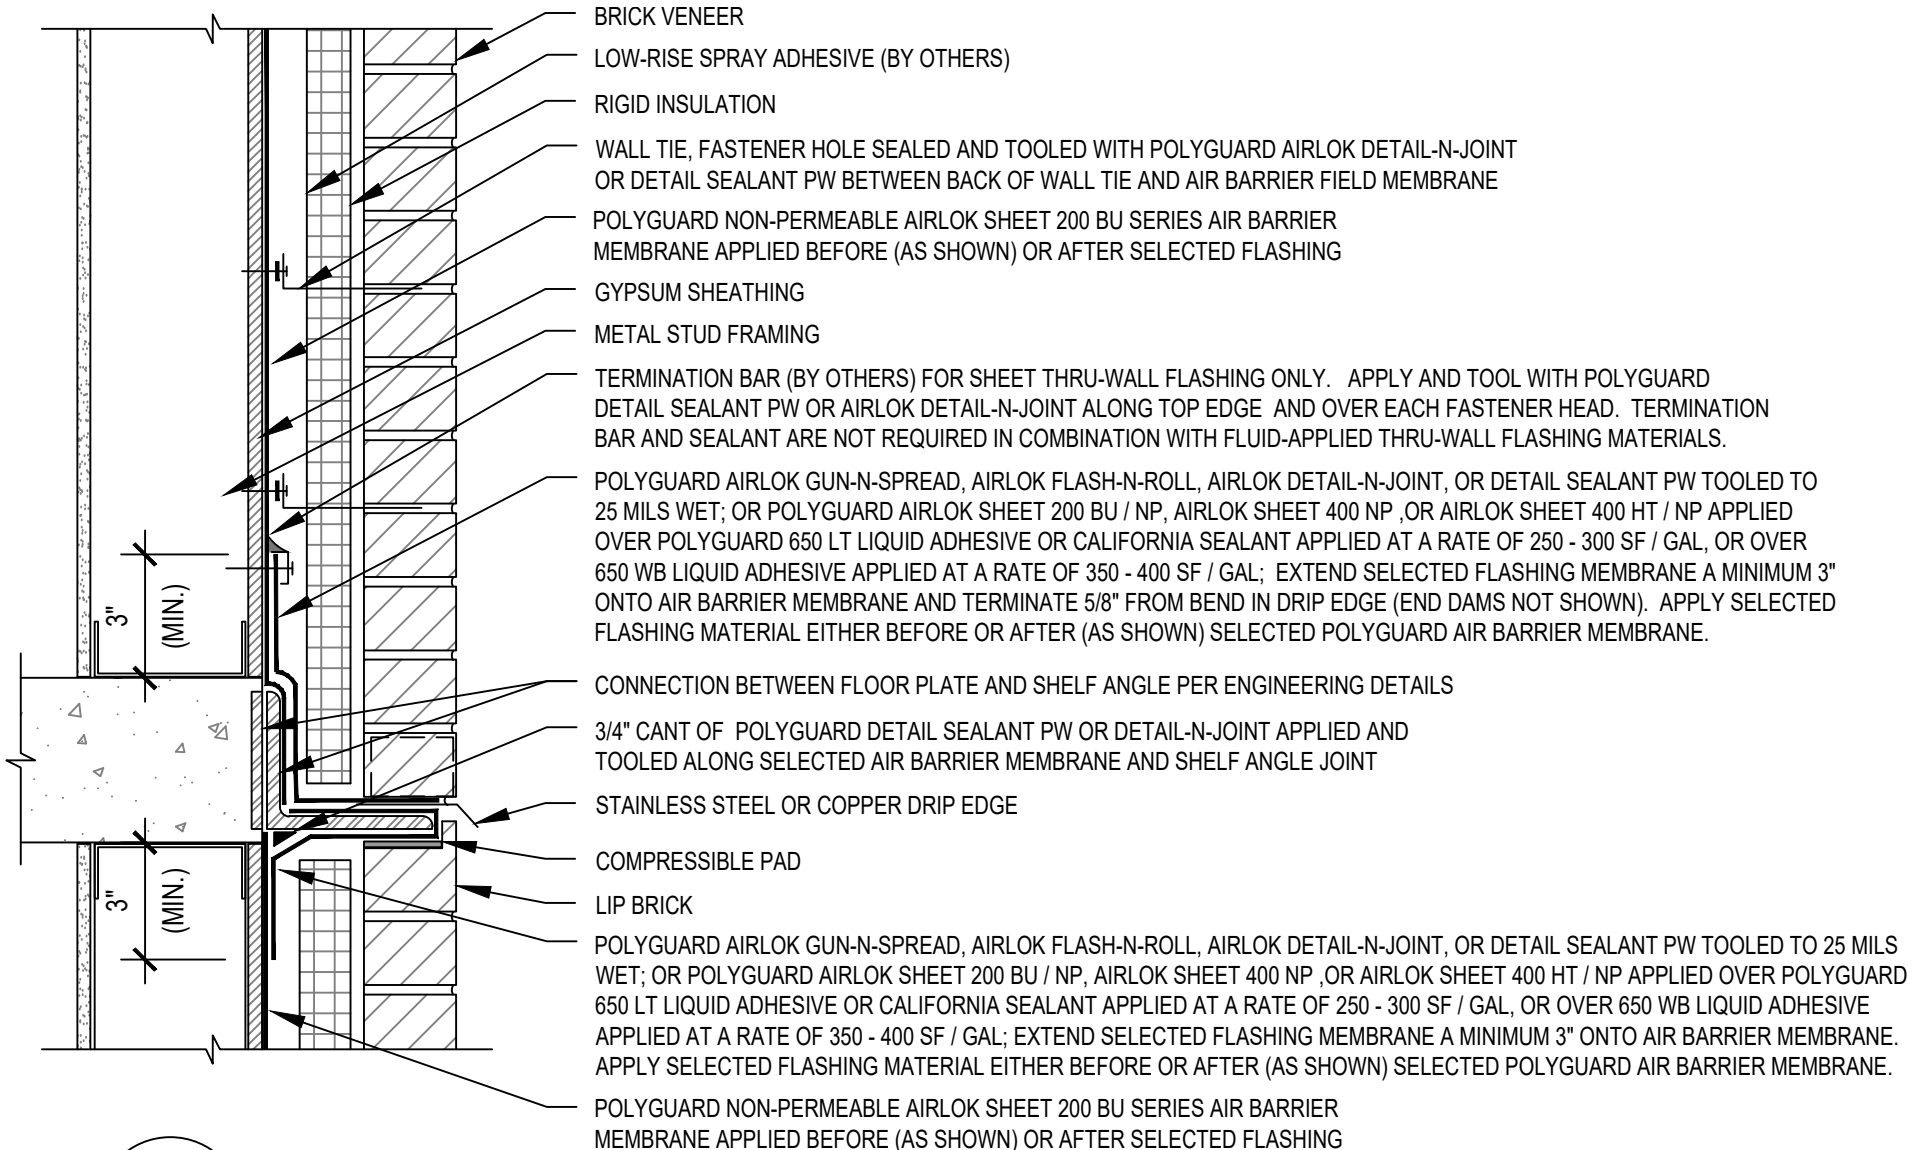 BRICK VENEER
LOW-RISE SPRAY ADHESIVE (BY OTHERS)
RIGID INSULATION
WALL TIE, FASTENER HOLE SEALED AND TOOLED WITH POLYGUARD AIRLOK DETAIL-N-JOINT
OR DETAIL SEALANT PW BETWEEN BACK OF WALL TIE AND AIR BARRIER FIELD MEMBRANE
POLYGUARD NON-PERMEABLE AIRLOK SHEET 200 BU SERIES AIR BARRIER
MEMBRANE APPLIED BEFORE (AS SHOWN) OR AFTER SELECTED FLASHING
GYPSUM SHEATHING
METAL STUD FRAMING
TERMINATION BAR (BY OTHERS) FOR SHEET THRU-WALL FLASHING ONLY. APPLY AND TOOL WITH POLYGUARD
DETAIL SEALANT PW OR AIRLOK DETAIL-N-JOINT ALONG TOP EDGE AND OVER EACH FASTENER HEAD. TERMINATION
BAR AND SEALANT ARE NOT REQUIRED IN COMBINATION WITH FLUID-APPLIED THRU-WALL FLASHING MATERIALS.
POLYGUARD AIRLOK GUN-N-SPREAD, AIRLOK FLASH-N-ROLL, AIRLOK DETAIL-N-JOINT, OR DETAIL SEALANT PW TOOLED TO
25 MILS WET; OR POLYGUARD AIRLOK SHEET 200 BU / NP, AIRLOK SHEET 400 NP ,OR AIRLOK SHEET 400 HT / NP APPLIED
OVER POLYGUARD 650 LT LIQUID ADHESIVE OR CALIFORNIA SEALANT APPLIED AT A RATE OF 250 - 300 SF / GAL, OR OVER
650 WB LIQUID ADHESIVE APPLIED AT A RATE OF 350 - 400 SF / GAL; EXTEND SELECTED FLASHING MEMBRANE A MINIMUM 3"
ONTO AIR BARRIER MEMBRANE AND TERMINATE 5/8" FROM BEND IN DRIP EDGE (END DAMS NOT SHOWN). APPLY SELECTED
FLASHING MATERIAL EITHER BEFORE OR AFTER (AS SHOWN) SELECTED POLYGUARD AIR BARRIER MEMBRANE.
3"
(MIN.)
CONNECTION BETWEEN FLOOR PLATE AND SHELF ANGLE PER ENGINEERING DETAILS
3/4" CANT OF POLYGUARD DETAIL SEALANT PW OR DETAIL-N-JOINT APPLIED AND
TOOLED ALONG SELECTED AIR BARRIER MEMBRANE AND SHELF ANGLE JOINT
STAINLESS STEEL OR COPPER DRIP EDGE
COMPRESSIBLE PAD
LIP BRICK
3"
(MIN.)
POLYGUARD AIRLOK GUN-N-SPREAD, AIRLOK FLASH-N-ROLL, AIRLOK DETAIL-N-JOINT, OR DETAIL SEALANT PW TOOLED TO 25 MILS
WET; OR POLYGUARD AIRLOK SHEET 200 BU / NP, AIRLOK SHEET 400 NP ,OR AIRLOK SHEET 400 HT / NP APPLIED OVER POLYGUARD
650 LT LIQUID ADHESIVE OR CALIFORNIA SEALANT APPLIED AT A RATE OF 250 - 300 SF / GAL, OR OVER 650 WB LIQUID ADHESIVE
APPLIED AT A RATE OF 350 - 400 SF / GAL; EXTEND SELECTED FLASHING MEMBRANE A MINIMUM 3" ONTO AIR BARRIER MEMBRANE.
APPLY SELECTED FLASHING MATERIAL EITHER BEFORE OR AFTER (AS SHOWN) SELECTED POLYGUARD AIR BARRIER MEMBRANE.
POLYGUARD NON-PERMEABLE AIRLOK SHEET 200 BU SERIES AIR BARRIER
MEMBRANE APPLIED BEFORE (AS SHOWN) OR AFTER SELECTED FLASHING